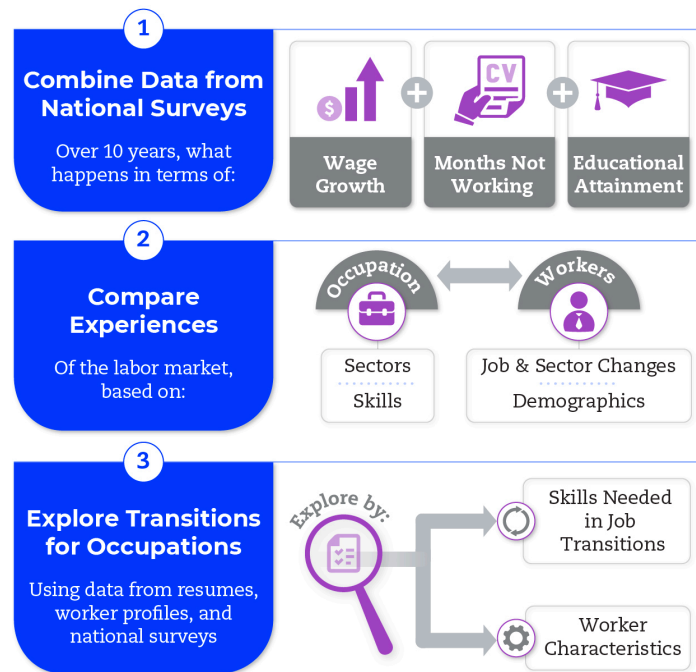 1
Combine Data from
National Surveys
Over 10 years, what
happens in terms of:
$
Wage
Growth
+
CV
Months Not
Working
+
Educational
Attainment
2
Compare
Experiences
Of the labor market,
based on:
Occupation
Sectors
Skills
Workers
Job & Sector Changes
Demographics
3
Explore Transitions
for Occupations
Using data from resumes,
worker profiles, and
national surveys
Explore by:
Skills Needed
in Job
Transitions
Worker
Characteristics